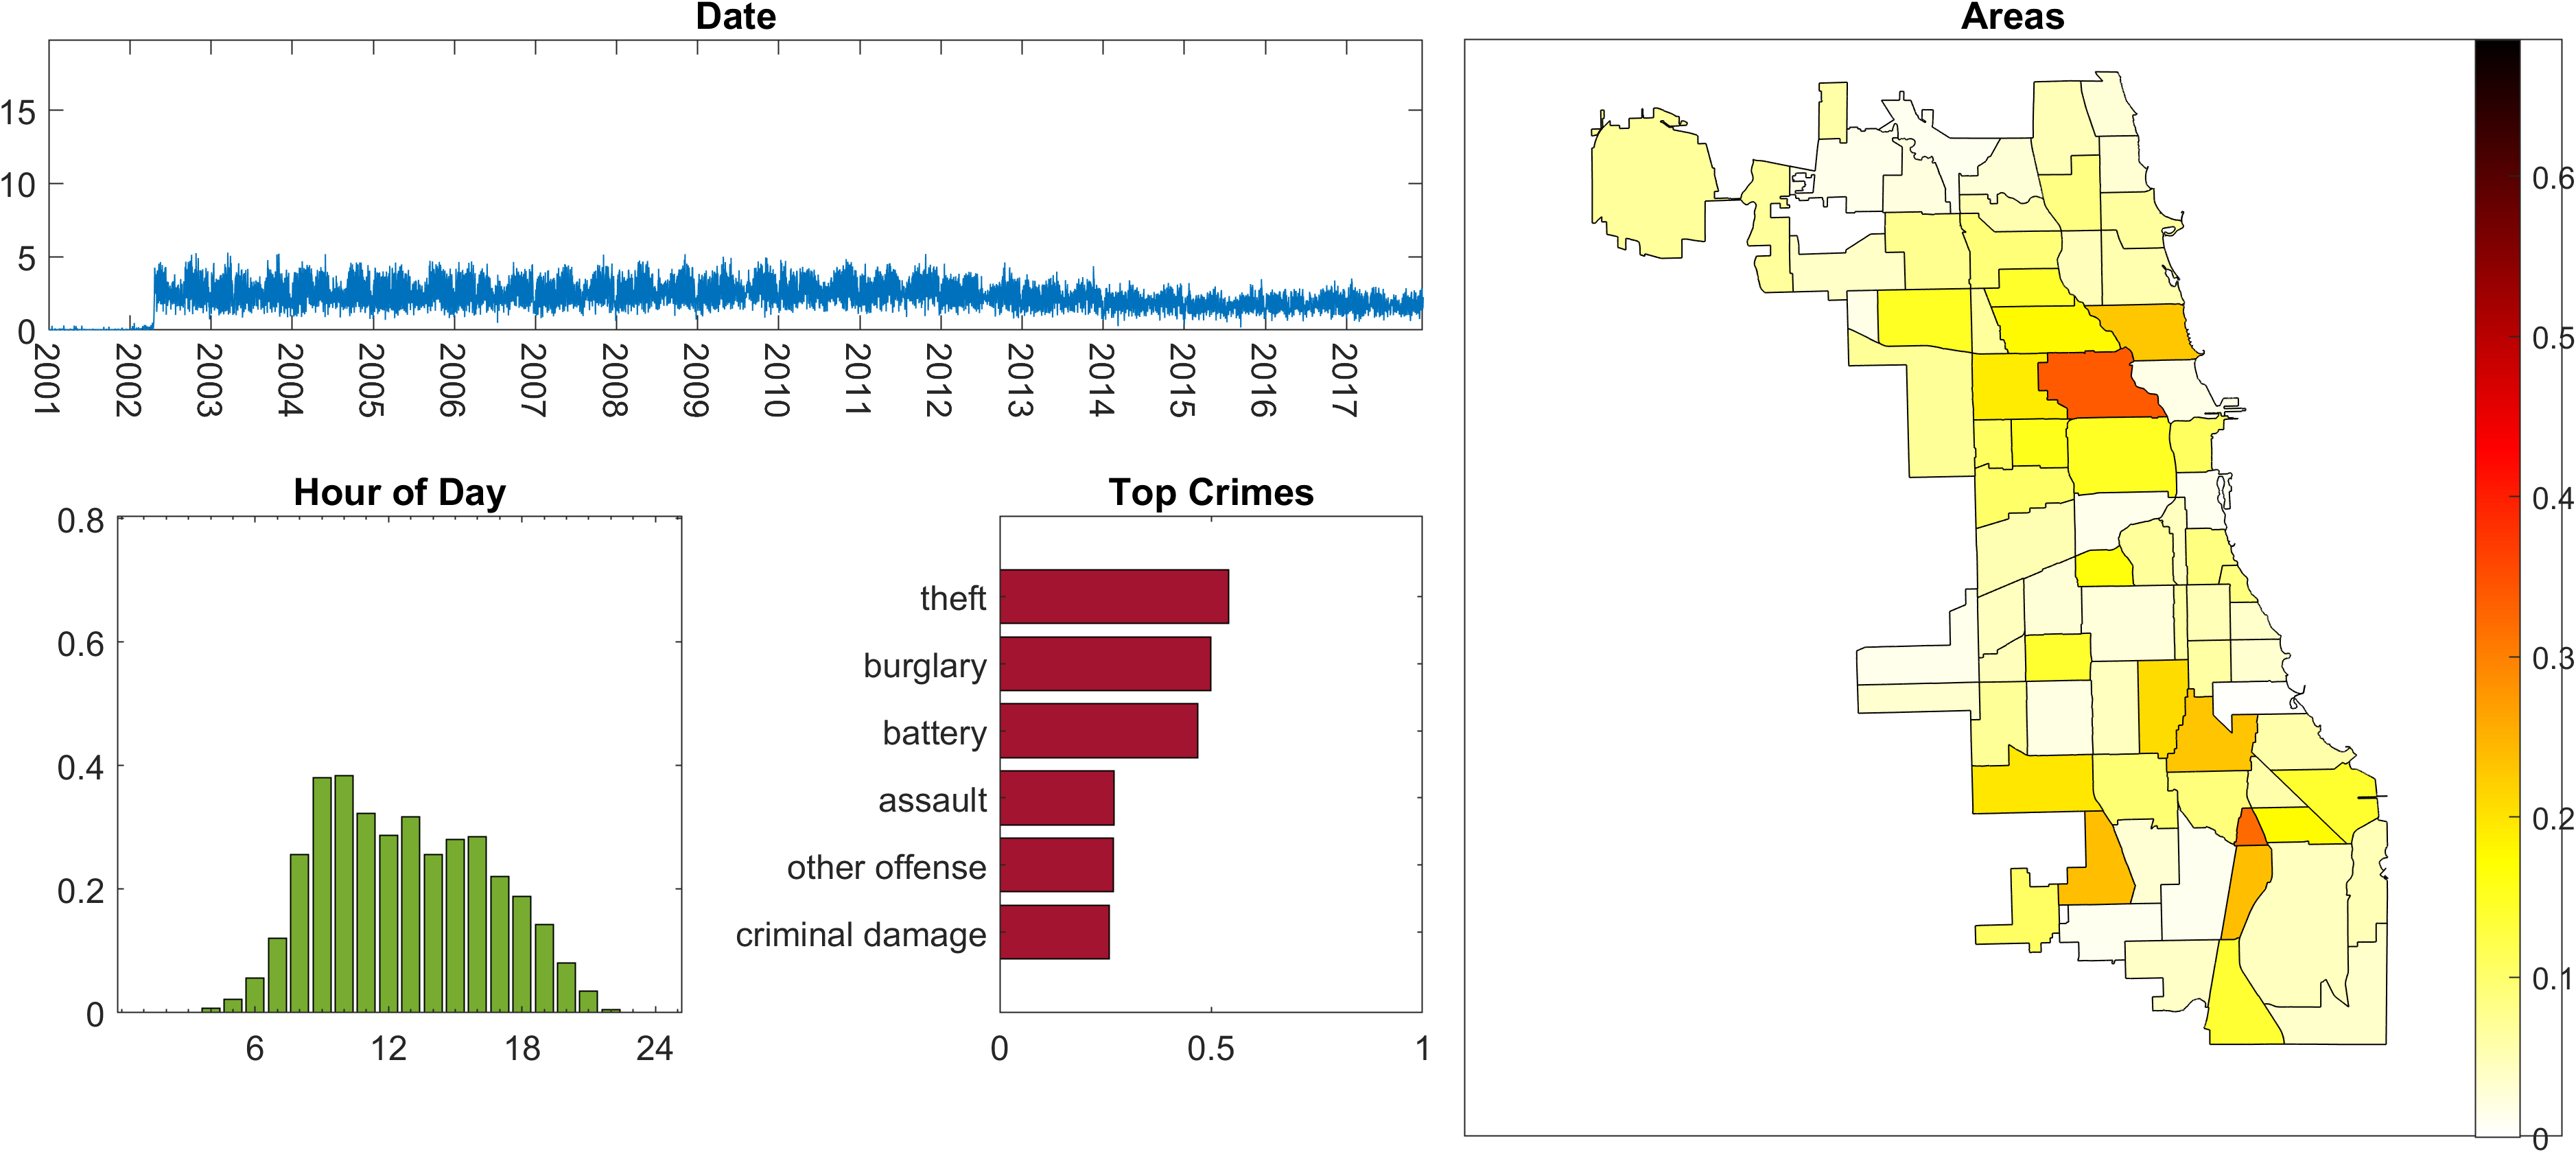 Date
15
10
5
0
2001 2002 2003 2004 2005 2006 2007 2008 2009 2010 2011 2012 2013 2014 2015 2016 2017
Hour of Day
0.8
0.6
0.4
0.2
0
6 12 18 24
Top Crimes
theft
burglary
battery
assault
other offense
criminal damage
0 0.5 1
Areas
0.6
0.5
0.4
0.3
0.2
0.1
0